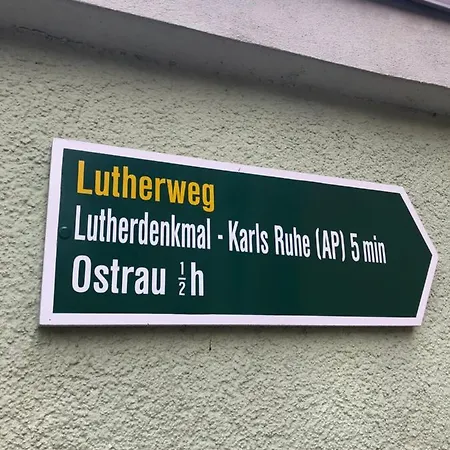 Lutherweg
Lutherdenkmal - Karls Ruhe (AP) 5 min
Ostrau ½ h